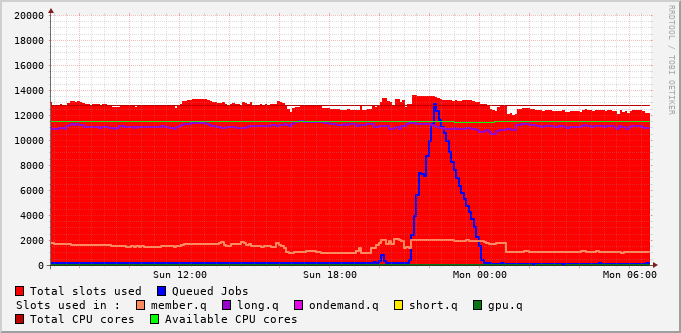 20000
18000
16000
14000
12000
10000
8000
6000
4000
2000
0
Sun 12:00 Sun 18:00 Mon 00:00 Mon 06:00
RRDTOOL / TOBI OETIKER
Total slots used Queued Jobs
Slots used in : member.q long.q ondemand.q short.q gpu.q
Total CPU cores Available CPU cores